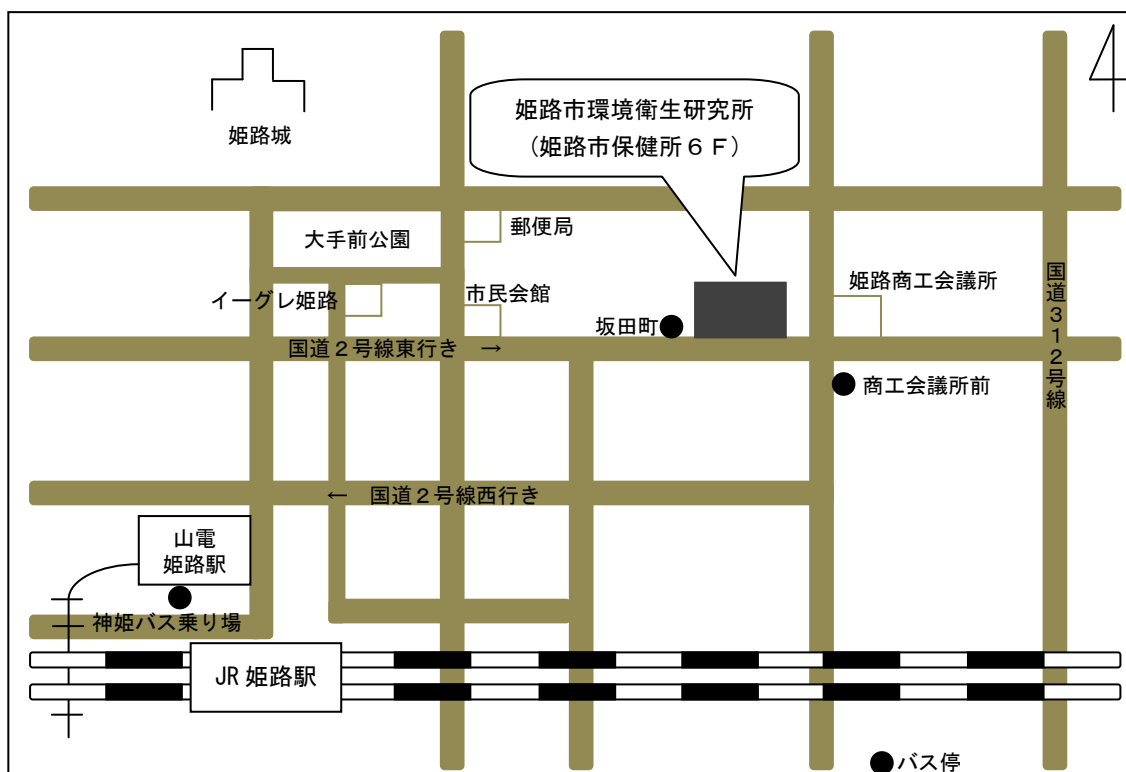 姫路市環境衛生研究所
（姫路市保健所６Ｆ）
姫路城
郵便局
大手前公園
姫路商工会議所
イーグレ姫路
市民会館
坂田町
国道２号線東行き →
国道３１２号線
商工会議所前
← 国道２号線西行き
山電
姫路駅
神姫バス乗り場
JR 姫路駅
バス停